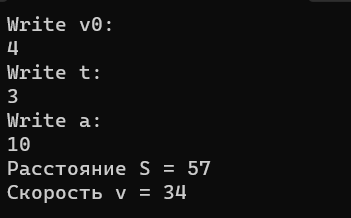 Write v0:
4
Write t:
3
Write a:
10
Расстояние S = 57
Скорость v = 34